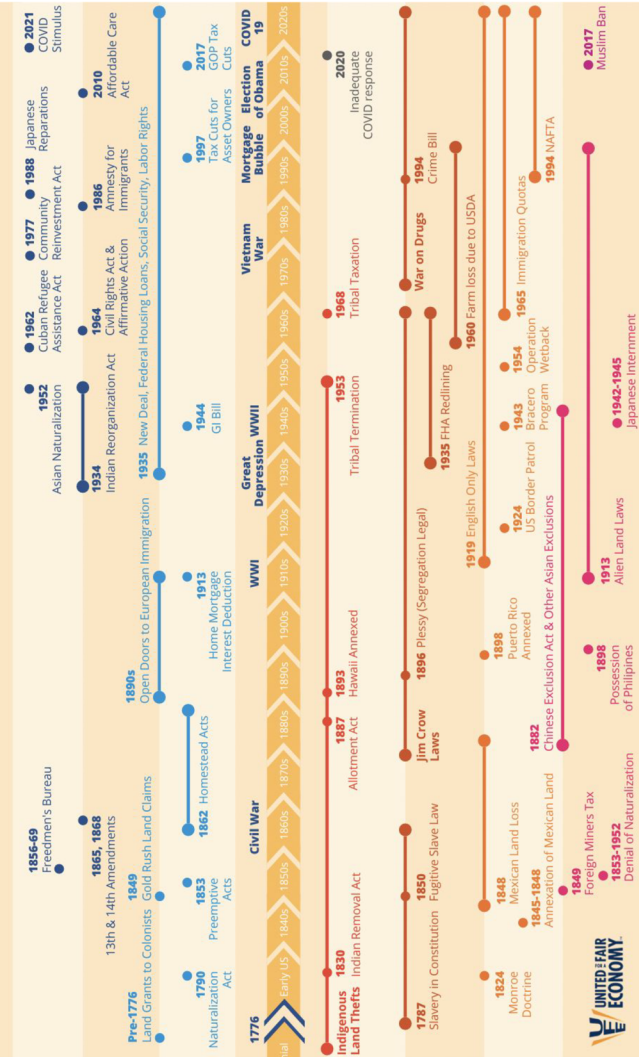 1856-69
Freedmen's Bureau
1952
Asian Naturalization
1962
Cuban Refugee
Assistance Act
1977
Community
Reinvestment Act
1988 Japanese
Reparations
2021
COVID
Stimulus
1865, 1868
13th & 14th Amendments
1934
Indian Reorganization Act
1964
Civil Rights Act &
Affirmative Action
1986
Amnesty for
Immigrants
2010
Affordable Care
Act
Pre-1776
Land Grants to Colonists
1849
Gold Rush Land Claims
1890s
Open Doors to European Immigration
1935 New Deal, Federal Housing Loans, Social Security, Labor Rights
1790
Naturalization
Act
1853
Preemptive
Acts
1862 Homestead Acts
1913
Home Mortgage
Interest Deduction
1944
GI Bill
1997
Tax Cuts for
Asset Owners
2017
GOP Tax
Cuts
1776
Civil War
WWI
Great
Depression
WWII
Vietnam
War
Mortgage
Bubble
Election
of Obama
COVID
19
nial
Early US
1840s
1850s
1860s
1870s
1880s
1890s
1900s
1910s
1920s
1930s
1940s
1950s
1960s
1970s
1980s
1990s
2000s
2010s
2020s
Indigenous
Land Thefts
1830
Indian Removal Act
1887
Allotment Act
1893
Hawaii Annexed
1953
Tribal Termination
1968
Tribal Taxation
2020
Inadequate
COVID response
1787
Slavery in Constitution
1850
Fugitive Slave Law
Jim Crow
Laws
1896 Plessy (Segregation Legal)
1935 FHA Redlining
War on Drugs
1994
Crime Bill
1960 Farm loss due to USDA
1824
Monroe
Doctrine
1848
Mexican Land Loss
1845-1848
Annexation of Mexican Land
1898
Puerto Rico
Annexed
1919 English Only Laws
1924
US Border Patrol
1943
Bracero
Program
1954
Operation
Wetback
1965 Immigration Quotas
1994 NAFTA
1849
Foreign Miners Tax
1853-1952
Denial of Naturalization
1882
Chinese Exclusion Act & Other Asian Exclusions
1898
Possession
of Philipines
1913
Alien Land Laws
1942-1945
Japanese Internment
2017
Muslim Ban
UFE
UNITED FOR A FAIR
ECONOMY